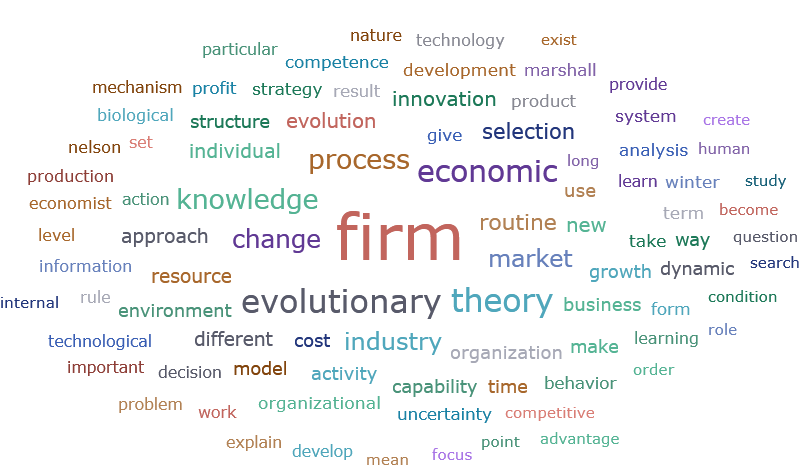 nature technology exist
particular
competence
development marshall
mechanism profit strategy result provide
innovation product
biological
structure evolution system create
give selection
nelson set
individual analysis human
process economic long
production
learn winter study
knowledge use
economist action
term become
firm routine new
level approach change take way question
market
information search
resource growth dynamic
internal rule
evolutionary theory business condition
environment form
role
technological different cost industry learning
organization make
important decision model activity order
capability time behavior
problem work organizational
uncertainty competitive
explain develop point advantage
mean focus